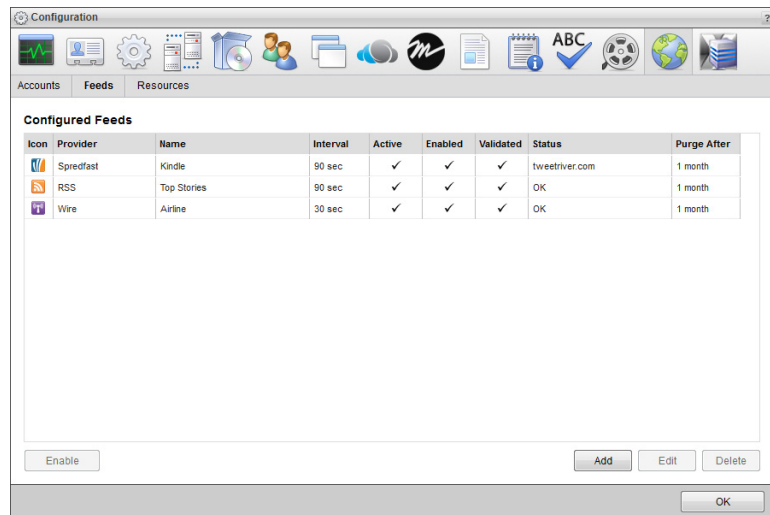 Configuration ?
ABC
Accounts Feeds Resources
Configured Feeds
Icon Provider Name Interval Active Enabled Validated Status Purge After
Spredfast Kindle 90 sec ✓ ✓ ✓ tweetriver.com 1 month
RSS Top Stories 90 sec ✓ ✓ ✓ OK 1 month
Wire Airline 30 sec ✓ ✓ ✓ OK 1 month
Enable Add Edit Delete
OK